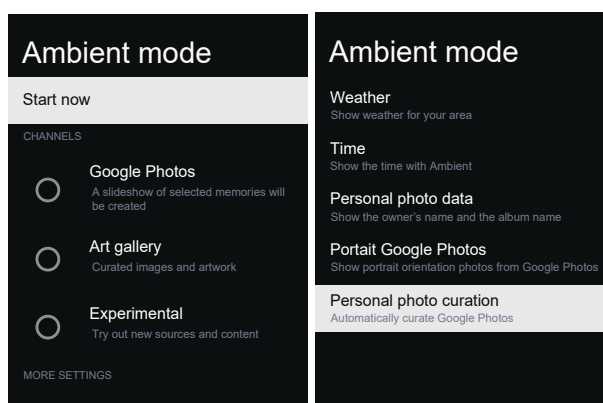 Ambient mode
Start now
CHANNELS
Google Photos
A slideshow of selected memories will
be created
Art gallery
Curated images and artwork
Experimental
Try out new sources and content
MORE SETTINGS
Ambient mode
Weather
Show weather for your area
Time
Show the time with Ambient
Personal photo data
Show the owner's name and the album name
Portait Google Photos
Show portrait orientation photos from Google Photos
Personal photo curation
Automatically curate Google Photos